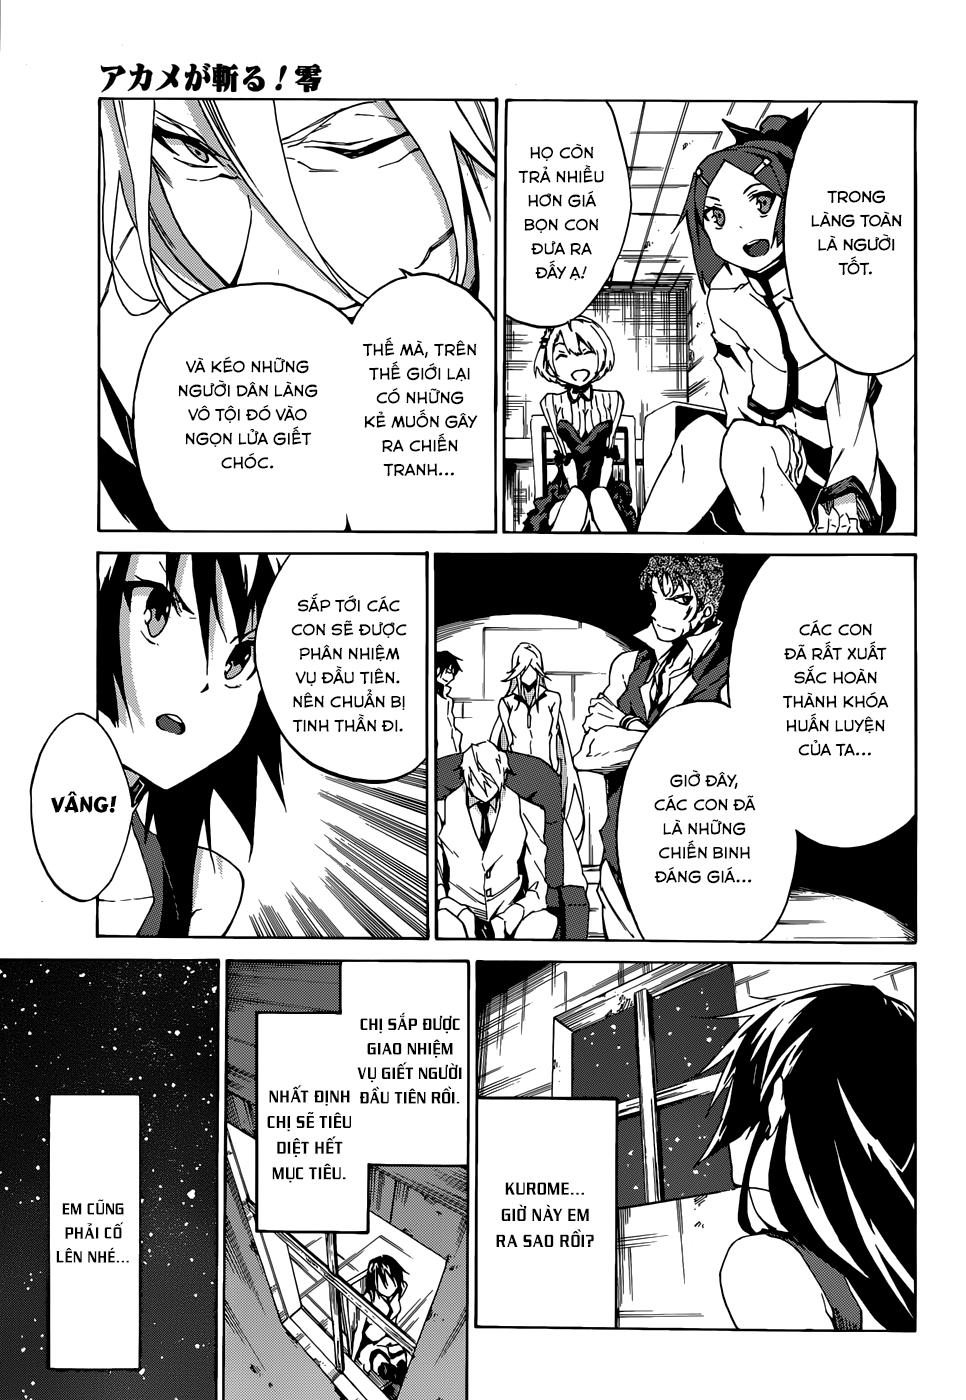 アカメが斬る！零
TRONG
LÀNG TOÀN
LÀ NGƯỜI
TỐT.
HỌ CÒN
TRẢ NHIỀU
HƠN GIÁ
BỌN CON
ĐƯA RA
ĐẤY Ạ!
THẾ MÀ, TRÊN
THẾ GIỚI LẠI
CÓ NHỮNG
KẺ MUỐN GÂY
RA CHIẾN
TRANH...
VÀ KÉO NHỮNG
NGƯỜI DÂN LÀNG
VÔ TỘI ĐÓ VÀO
NGỌN LỬA GIẾT
CHÓC.
CÁC CON
ĐÃ RẤT XUẤT
SẮC HOÀN
THÀNH KHÓA
HUẤN LUYỆN
CỦA TA...
GIỜ ĐÂY,
CÁC CON ĐÃ
LÀ NHỮNG
CHIẾN BINH
ĐÁNG GIÁ...
SẮP TỚI CÁC
CON SẼ ĐƯỢC
PHÂN NHIỆM
VỤ ĐẦU TIÊN.
NÊN CHUẨN BỊ
TINH THẦN ĐI.
VÂNG!
KUROME...
GIỜ NÀY EM
RA SAO RỒI?
CHỊ SẮP ĐƯỢC
GIAO NHIỆM
VỤ GIẾT NGƯỜI
ĐẦU TIÊN RỒI.
NHẤT ĐỊNH
CHỊ SẼ TIÊU
DIỆT HẾT
MỤC TIÊU.
EM CŨNG
PHẢI CỐ
LÊN NHÉ...